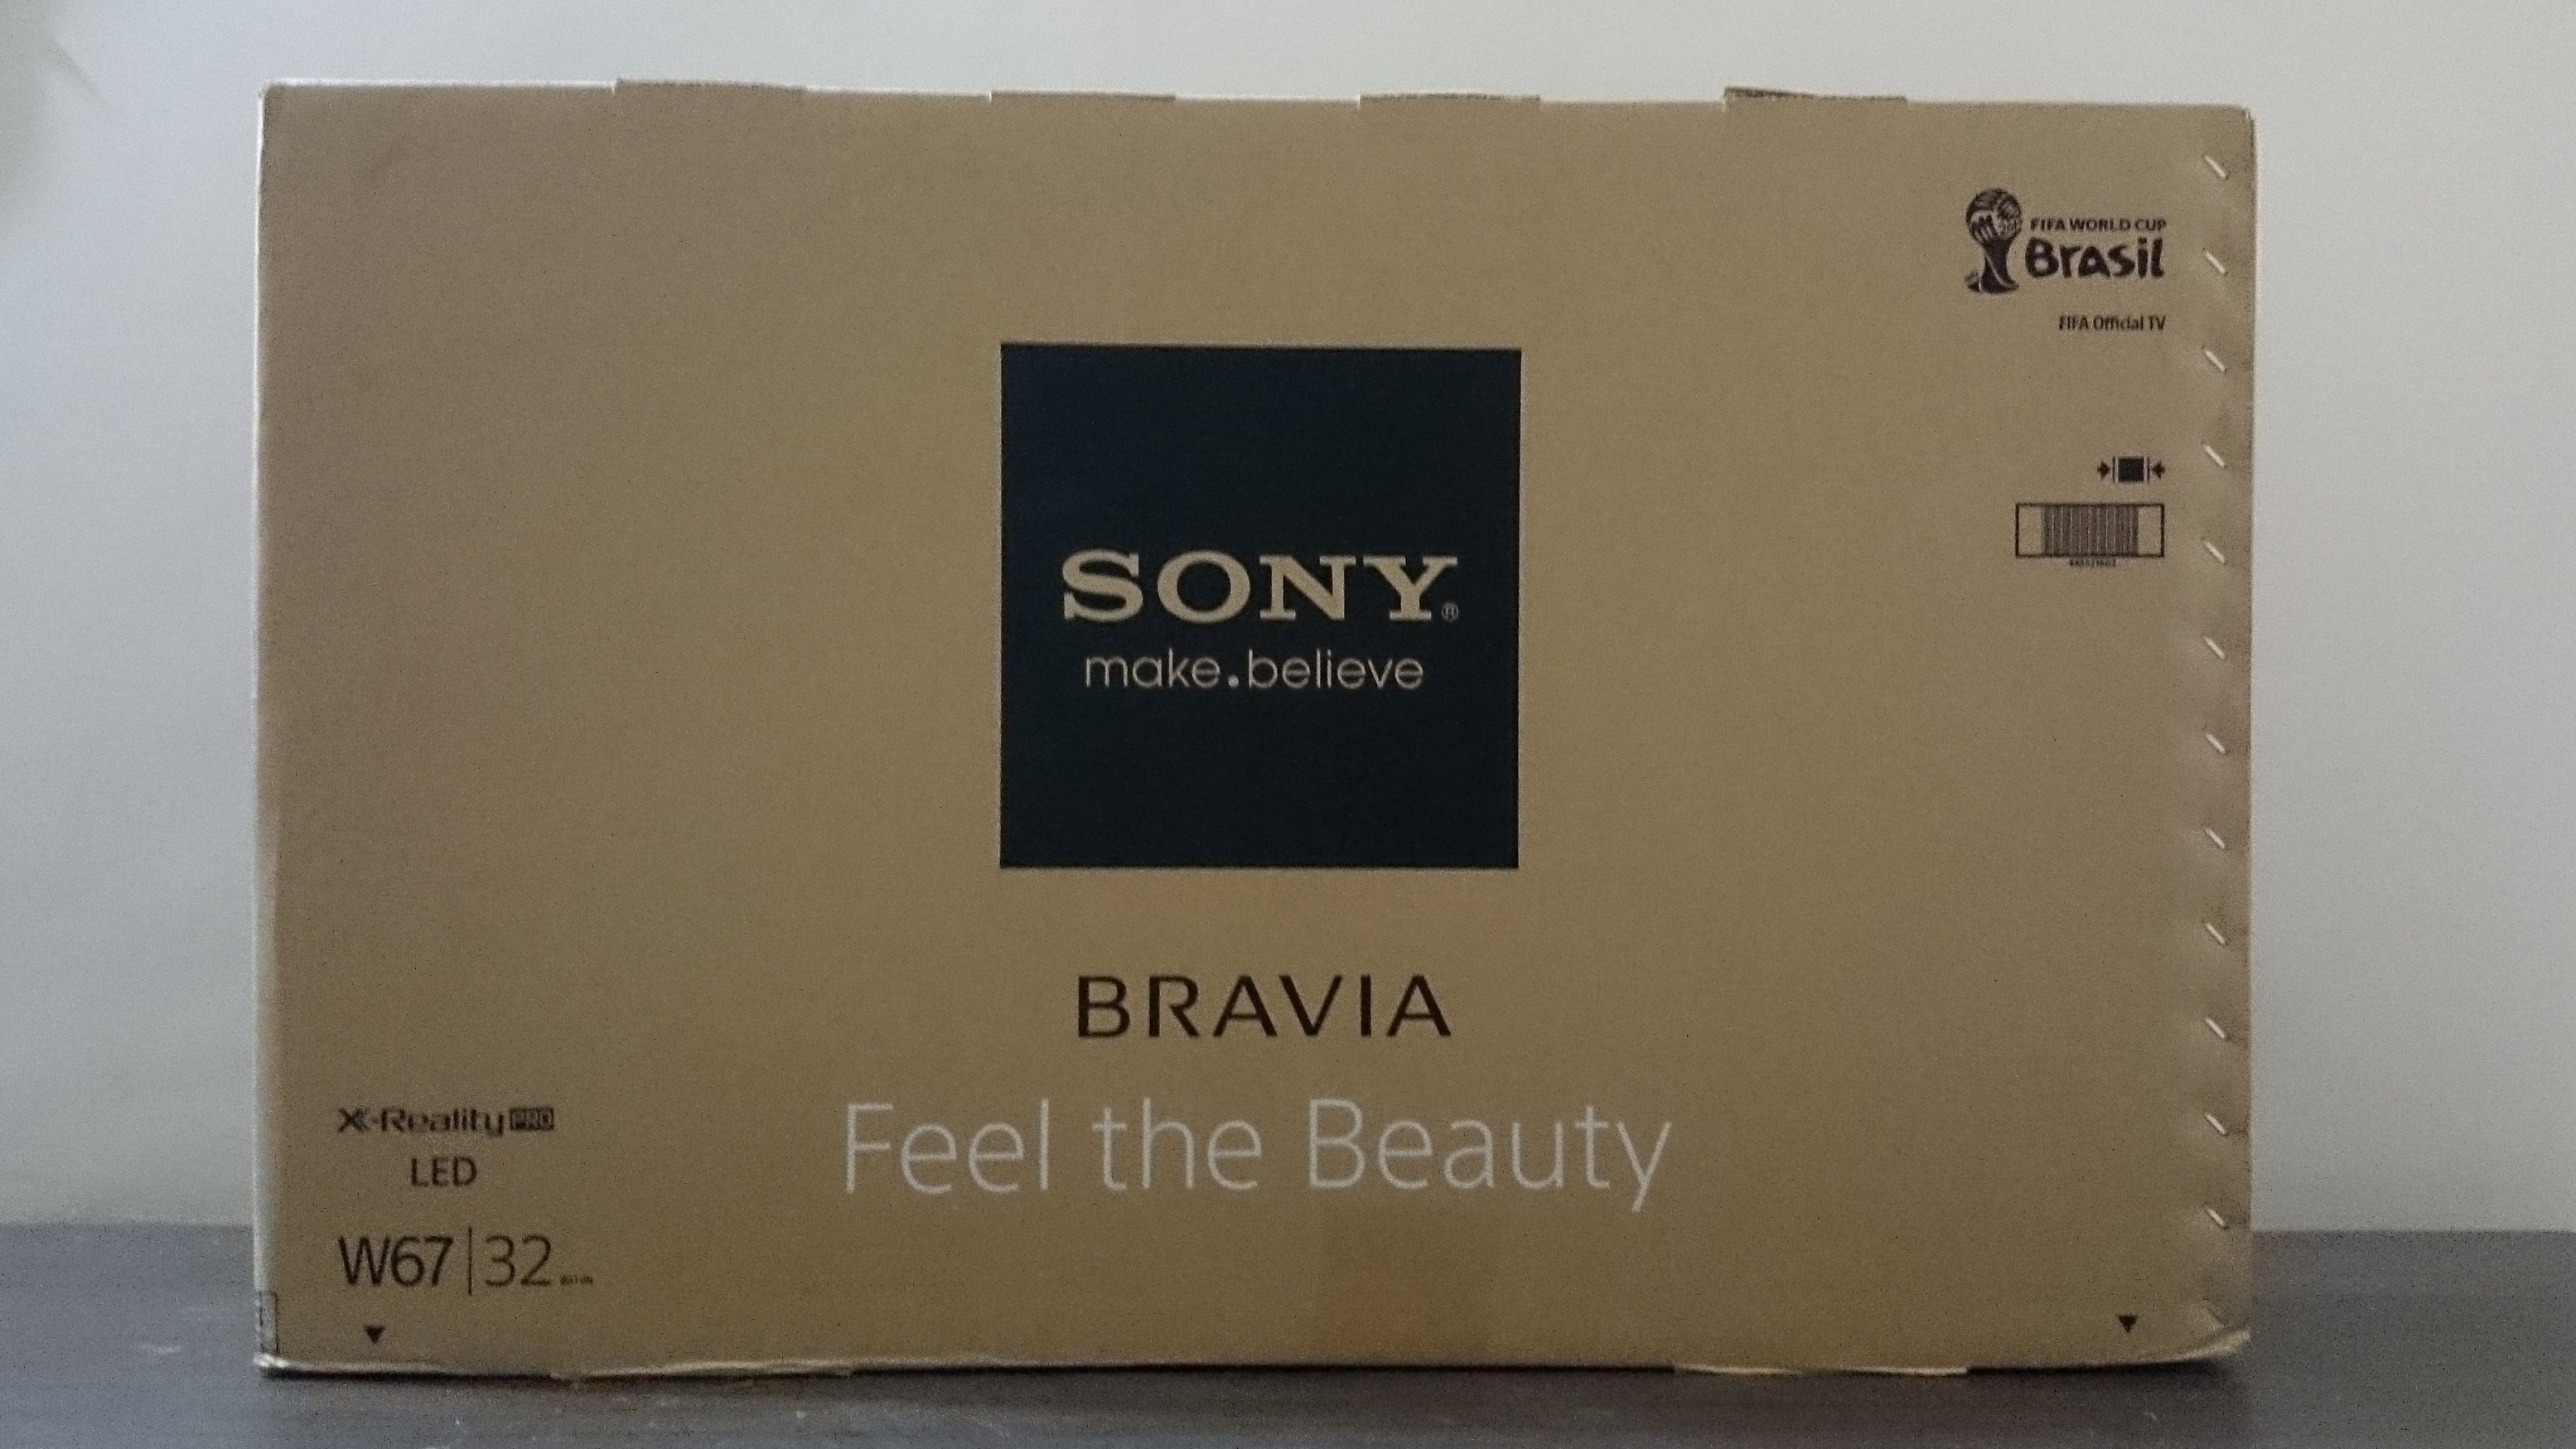 FIFA WORLD CUP
Brasil
FIFA Official TV
SONY®
make.believe
BRAVIA
Feel the Beauty
X-Reality PRO
LED
W67|32